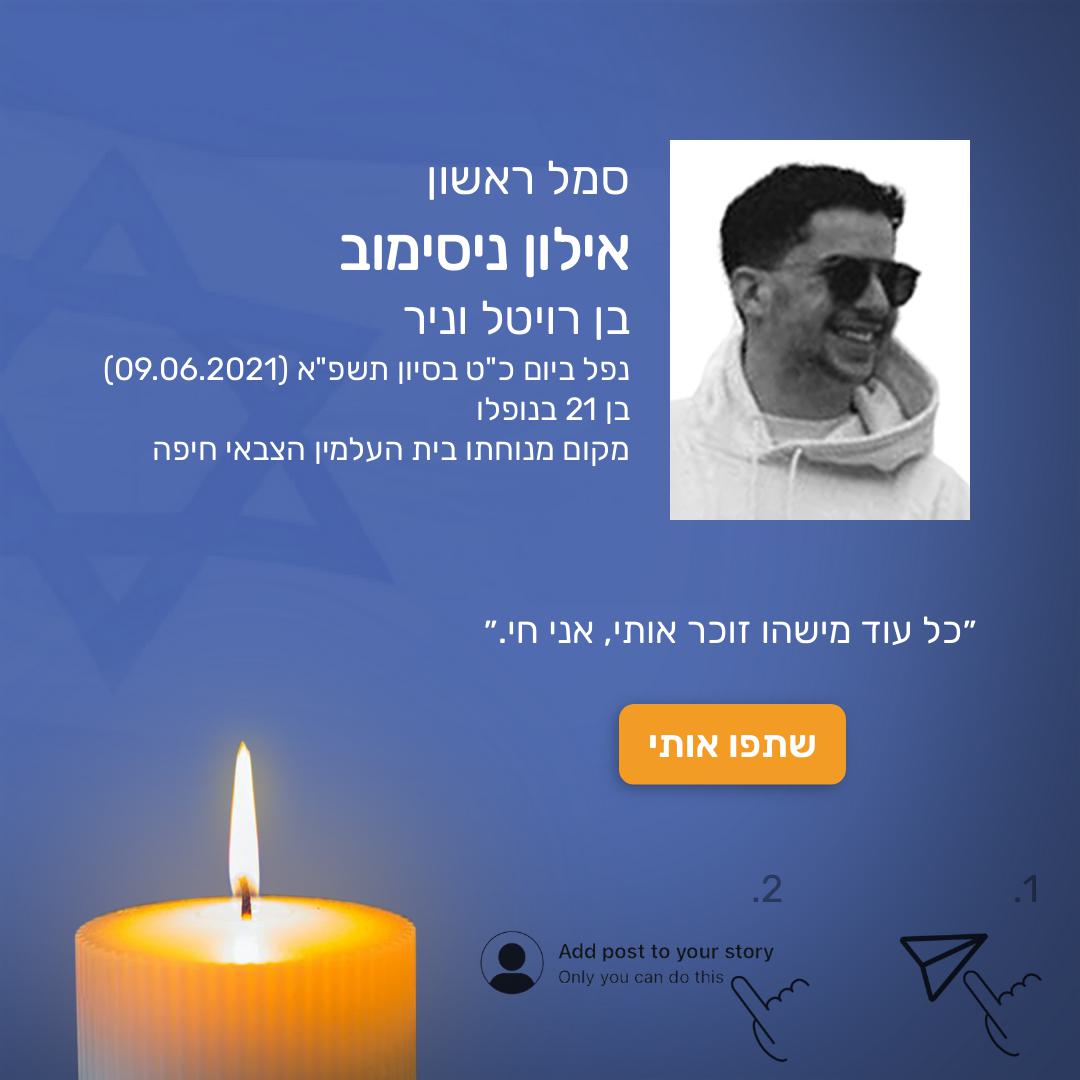 סמל ראשון
אילון ניסימוב
בן רויטל וניר
נפל ביום כ"ט בסיון תשפ"א (09.06.2021)
בן 21 בנופלו
מקום מנוחתו בית העלמין הצבאי חיפה
״כל עוד מישהו זוכר אותי, אני חי.״
שתפו אותי
1.
2.
Add post to your story
Only you can do this